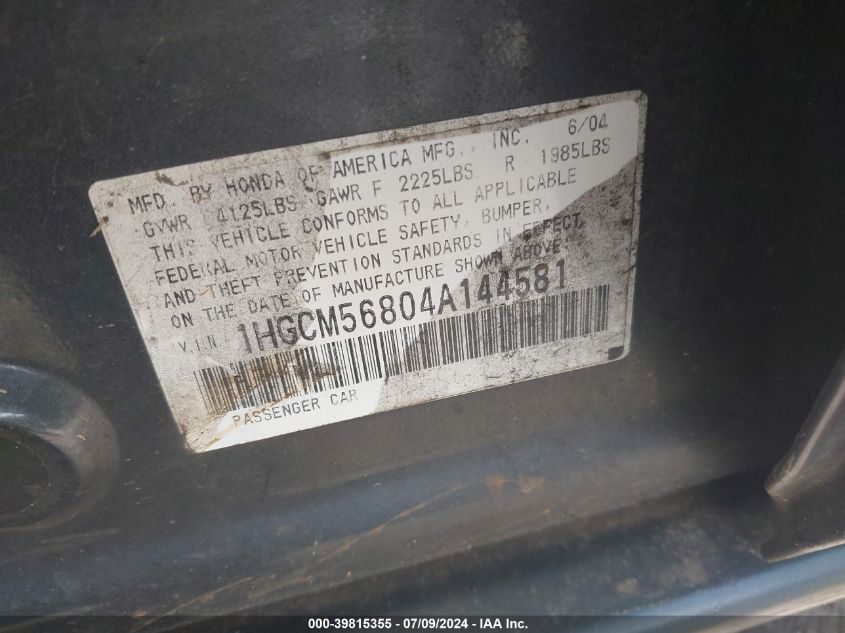 MFD. BY HONDA OF AMERICA MFG., INC. 6/04
GVWR 4125LBS GAWR F 2225LBS R 1985LBS
THIS VEHICLE CONFORMS TO ALL APPLICABLE
FEDERAL MOTOR VEHICLE SAFETY, BUMPER,
AND THEFT PREVENTION STANDARDS IN EFFECT
ON THE DATE OF MANUFACTURE SHOWN ABOVE.
V.I.N. 1HGCM56804A144581
PASSENGER CAR
000-39815355 / 07/09/2024 - IAA Inc.